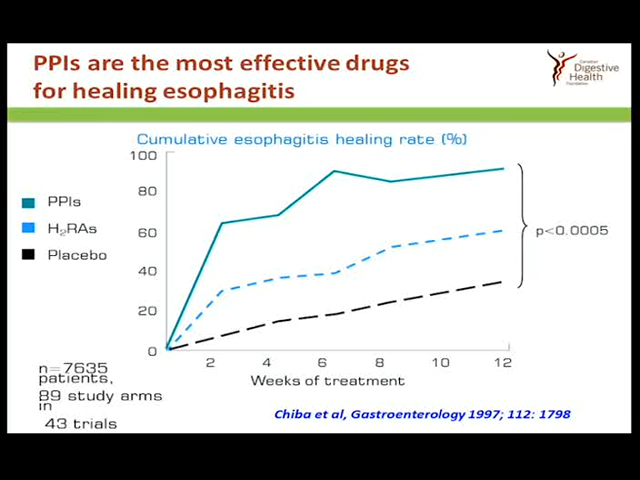 PPIs are the most effective drugs
for healing esophagitis
Canadian
Digestive
Health
Foundation
Cumulative esophagitis healing rate (%)
100
80
60
40
20
0
PPIs
H₂RAs
Placebo
p<0.0005
2 4 6 8 10 12
Weeks of treatment
n=7635
patients,
89 study arms
in
43 trials
Chiba et al, Gastroenterology 1997; 112: 1798